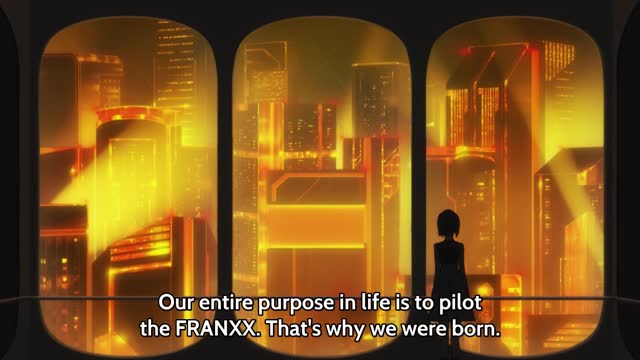 Our entire purpose in life is to pilot
the FRANXX. That's why we were born.